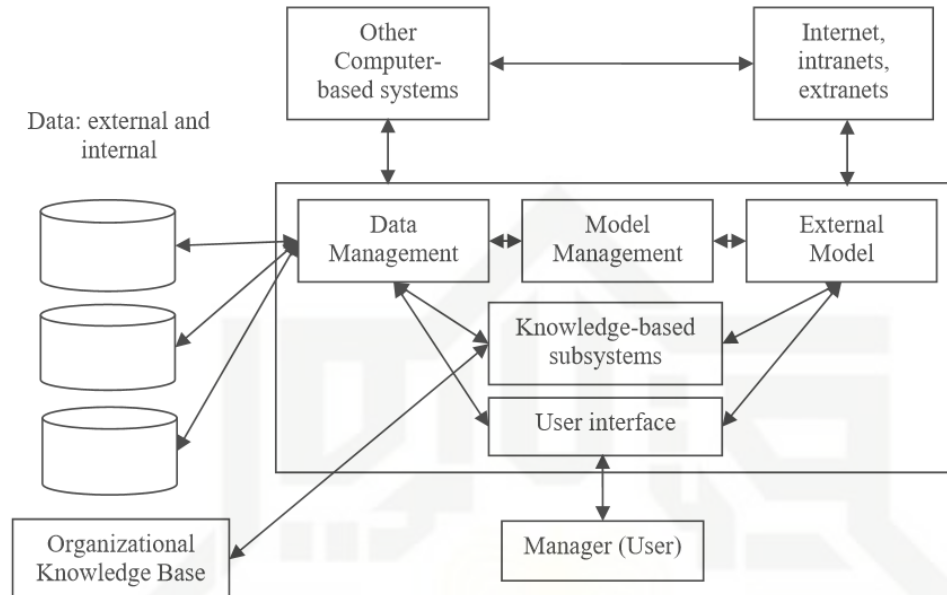 Other
Computer-
based systems
Internet,
intranets,
extranets
Data: external and
internal
Data
Management
Model
Management
External
Model
Knowledge-based
subsystems
User interface
Organizational
Knowledge Base
Manager (User)